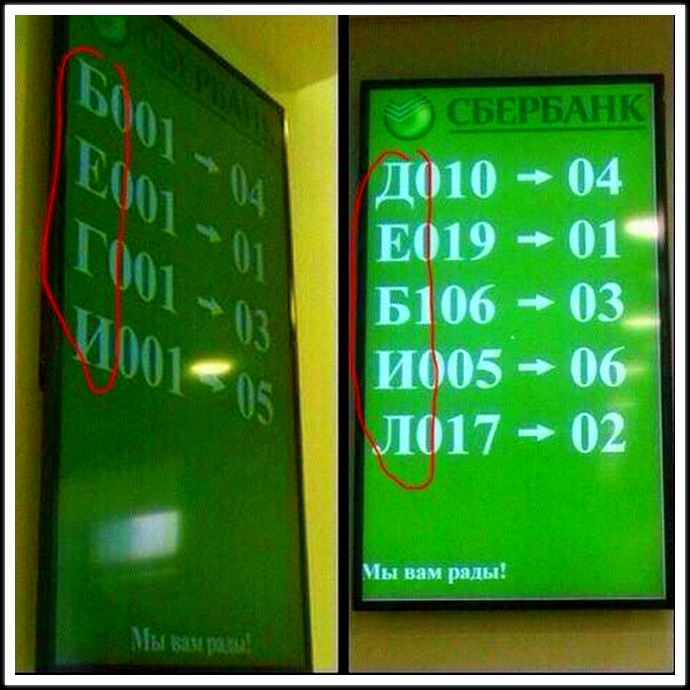 СБЕРБАНК
Б001 → 04
Е001 → 01
Г001 → 03
И001 → 05
Мы вам рады!
СБЕРБАНК
Д010 → 04
Е019 → 01
Б106 → 03
И005 → 06
Л017 → 02
Мы вам рады!